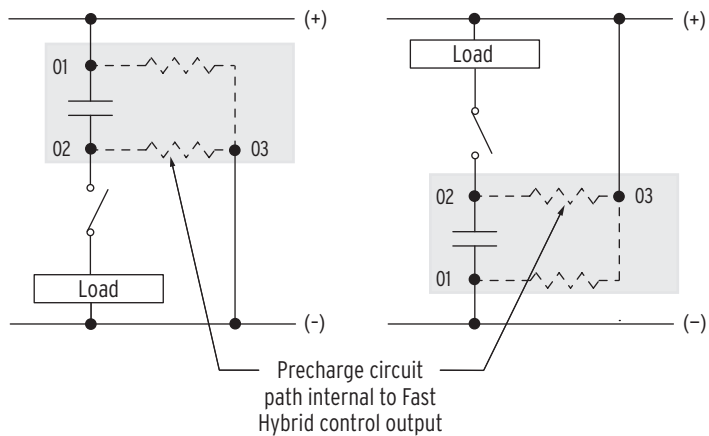 (+)
01
02
03
Load
(-)
(+)
Load
02
03
01
(–)
Precharge circuit
path internal to Fast
Hybrid control output